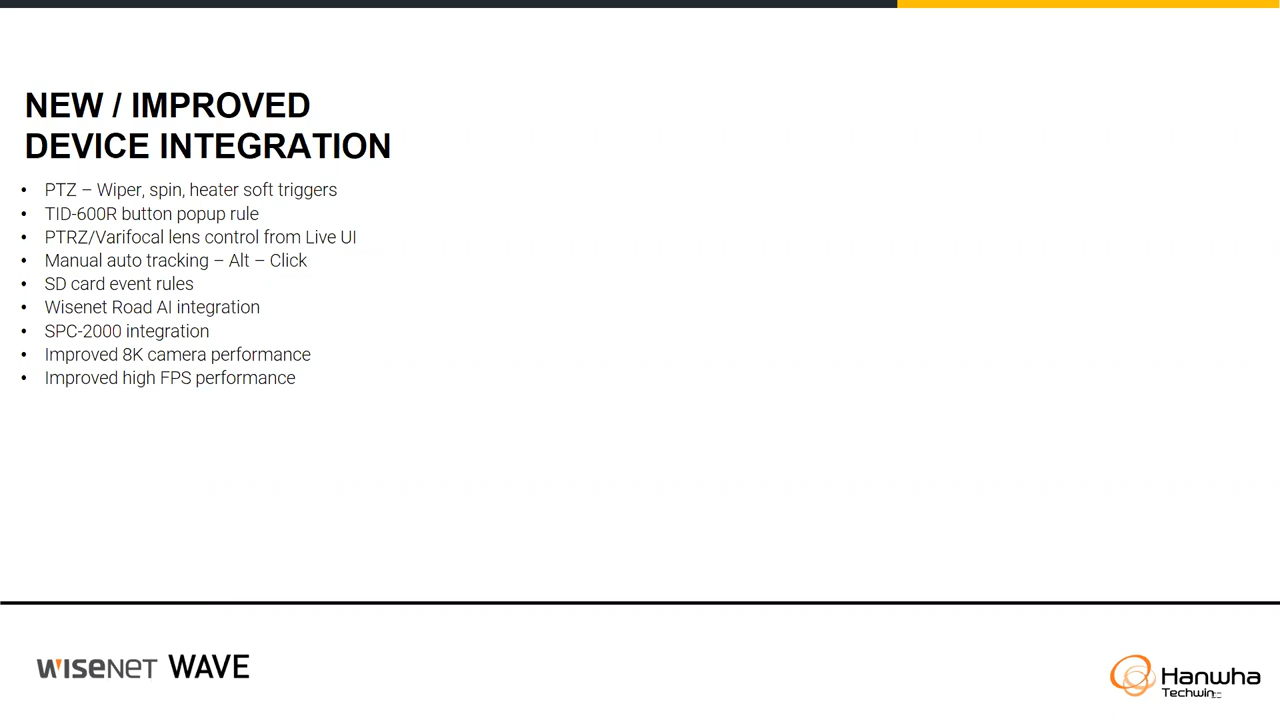 NEW / IMPROVED
DEVICE INTEGRATION
• PTZ – Wiper, spin, heater soft triggers
• TID-600R button popup rule
• PTRZ/Varifocal lens control from Live UI
• Manual auto tracking – Alt – Click
• SD card event rules
• Wisenet Road AI integration
• SPC-2000 integration
• Improved 8K camera performance
• Improved high FPS performance
WISENET WAVE
Hanwha
Techwin